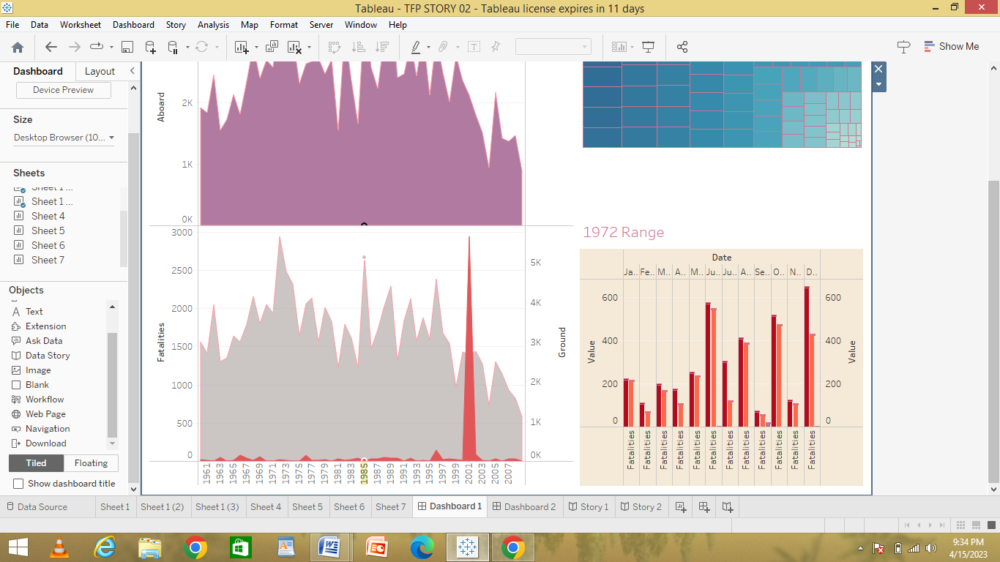 Tableau - TFP STORY 02 - Tableau license expires in 11 days
File Data Worksheet Dashboard Story Analysis Map Format Server Window Help
Show Me
Dashboard Layout
Device Preview
Size
Desktop Browser (10...
Sheets
Sheet 1 ...
Sheet 1 ...
Sheet 4
Sheet 5
Sheet 6
Sheet 7
Objects
Text
Extension
Ask Data
Data Story
Image
Blank
Workflow
Web Page
Navigation
Download
Tiled Floating
Show dashboard title
Aboard
2K
1K
0K
Fatalities
3000
2500
2000
1500
1000
500
0
Ground
5K
4K
3K
2K
1K
0K
1961 1963 1965 1967 1969 1971 1973 1975 1977 1979 1981 1983 1985 1987 1989 1991 1993 1995 1997 1999 2001 2003 2005 2007
1972 Range
Date
Ja.. Fe.. M.. A.. M.. Ju.. Ju.. A.. Se.. O.. N.. D..
Value
600
400
200
0
Value
600
400
200
0
Fatalities Fatalities Fatalities Fatalities Fatalities Fatalities Fatalities Fatalities Fatalities Fatalities Fatalities Fatalities
Data Source Sheet 1 Sheet 1 (2) Sheet 1 (3) Sheet 4 Sheet 5 Sheet 6 Sheet 7 Dashboard 1 Dashboard 2 Story 1 Story 2
9:34 PM
4/15/2023